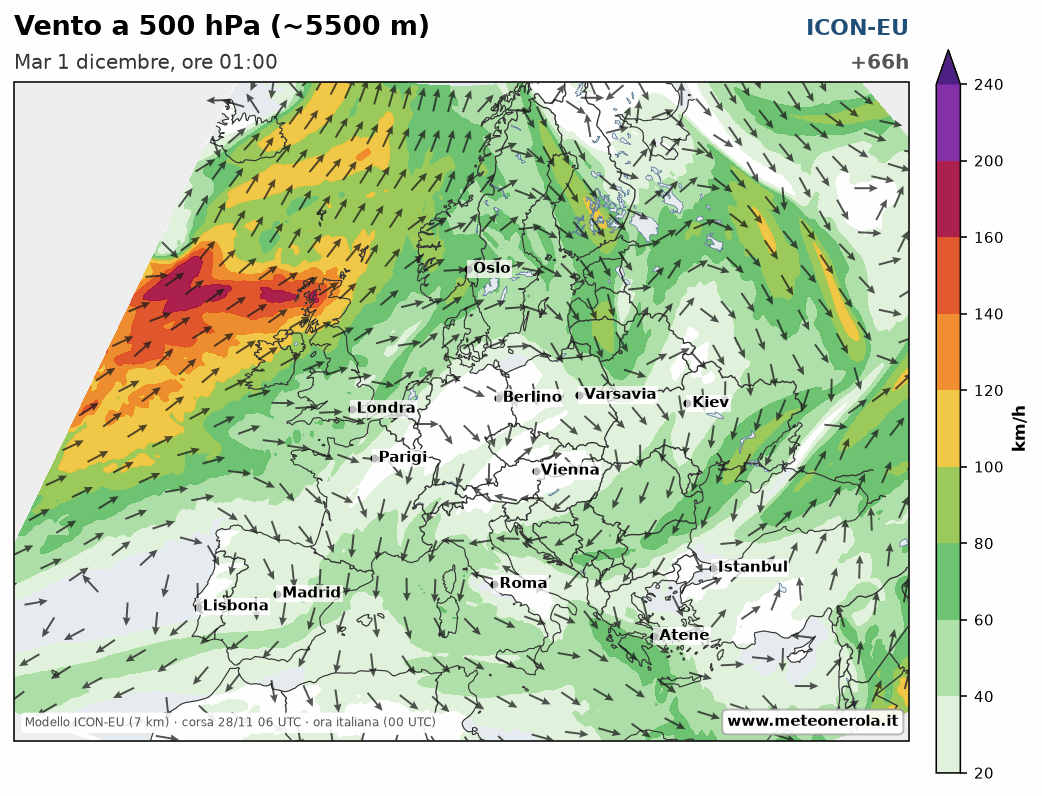 Vento a 500 hPa (~5500 m)
ICON-EU
Mar 1 dicembre, ore 01:00
+66h
240
200
160
140
120
100
80
60
40
20
km/h
Oslo
Berlino
Varsavia
Kiev
Londra
Parigi
Vienna
Istanbul
Roma
Madrid
Lisbona
Atene
Modello ICON-EU (7 km) · corsa 28/11 06 UTC · ora italiana (00 UTC)
www.meteonerola.it